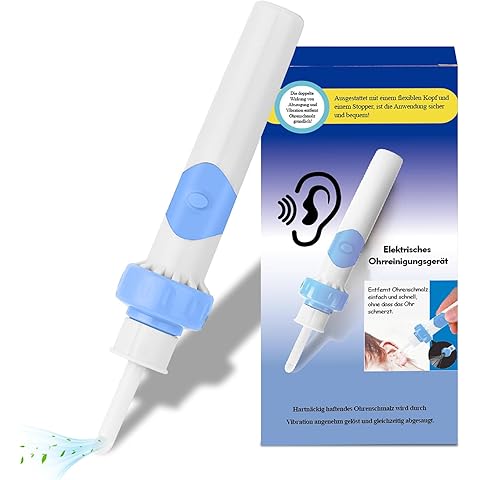 Die doppelte
Wirkung von
Absaugung und
Vibration entfernt
Ohrenschmalz
gründlich!
Ausgestattet mit einem flexiblen Kopf und
einem Stopper, ist die Anwendung sicher
und bequem!
Elektrisches
Ohrreinigungsgerät
Entfernt Ohrenschmalz
einfach und schnell,
ohne dass das Ohr
schmerzt.
Hartnäckig haftendes Ohrenschmalz wird durch
Vibration angenehm gelöst und gleichzeitig abgesaugt.